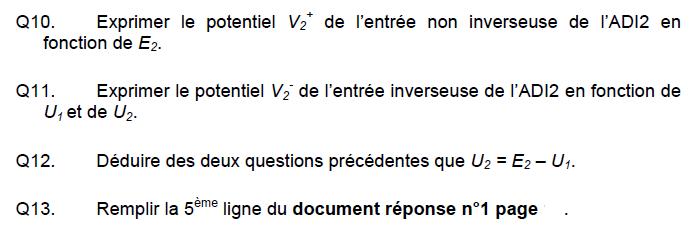 Q10. Exprimer le potentiel V₂⁺ de l'entrée non inverseuse de l'ADI2 en
fonction de E₂.
Q11. Exprimer le potentiel V₂⁻ de l'entrée inverseuse de l'ADI2 en fonction de
U₁ et de U₂.
Q12. Déduire des deux questions précédentes que U₂ = E₂ – U₁.
Q13. Remplir la 5ème ligne du document réponse n°1 page .